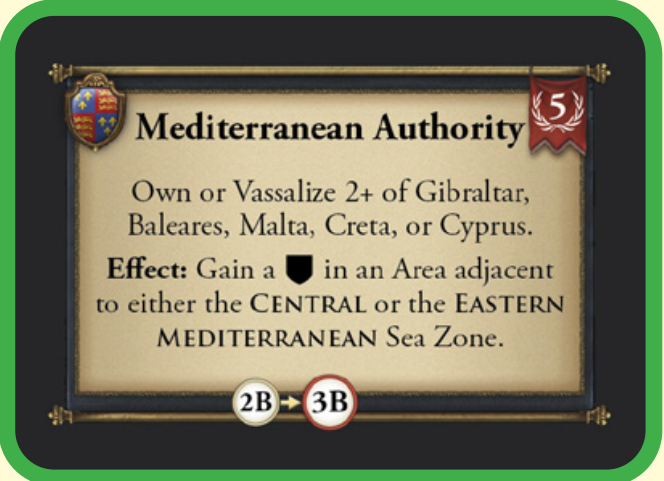 Mediterranean Authority
5
Own or Vassalize 2+ of Gibraltar,
Baleares, Malta, Creta, or Cyprus.
Effect: Gain a in an Area adjacent
to either the CENTRAL or the EASTERN
MEDITERRANEAN Sea Zone.
2B 3B